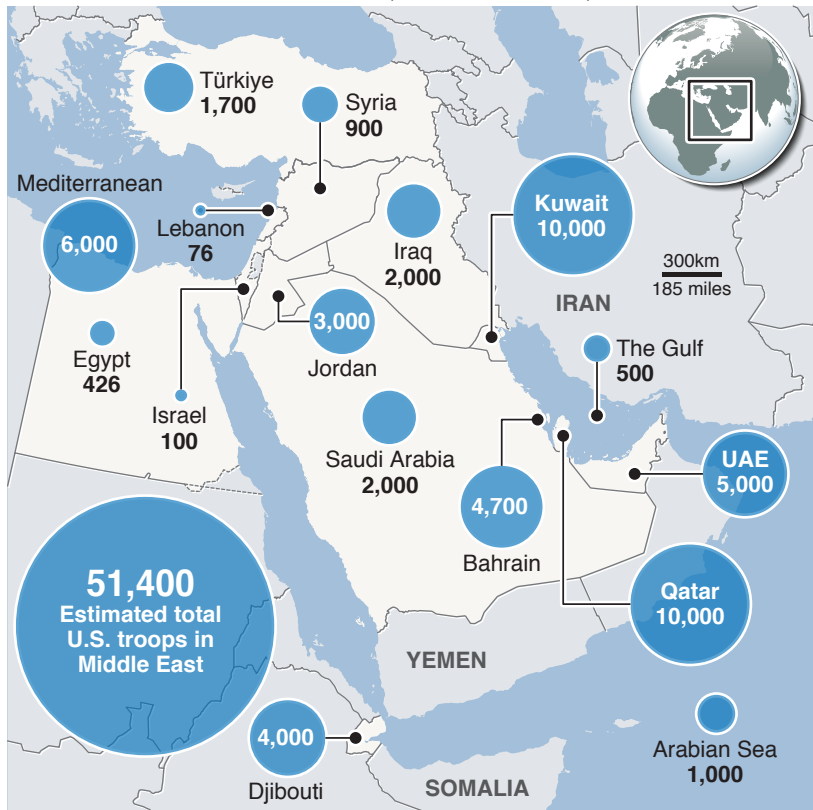 Türkiye
1,700
Syria
900
Mediterranean
6,000
Lebanon
76
Iraq
2,000
Kuwait
10,000
300km
185 miles
IRAN
Egypt
426
Israel
100
3,000
Jordan
The Gulf
500
Saudi Arabia
2,000
4,700
Bahrain
UAE
5,000
51,400
Estimated total
U.S. troops in
Middle East
Qatar
10,000
YEMEN
4,000
Djibouti
SOMALIA
Arabian Sea
1,000